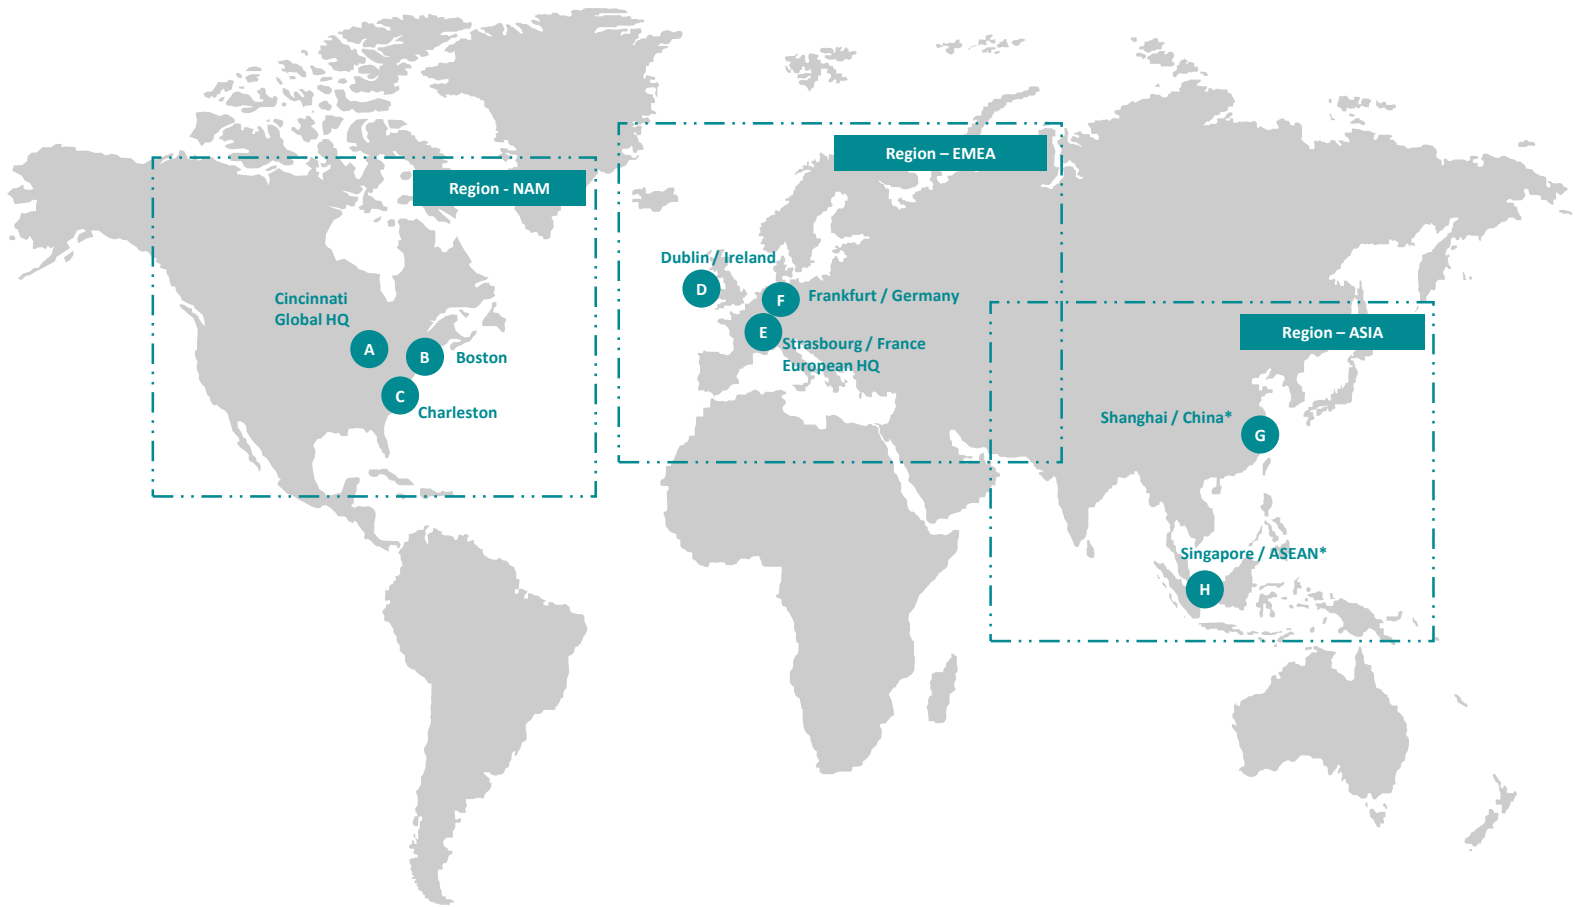 Region - NAM
Cincinnati
Global HQ
A
B
Boston
C
Charleston
Region – EMEA
Dublin / Ireland
D
F
Frankfurt / Germany
E
Strasbourg / France
European HQ
Region – ASIA
Shanghai / China*
G
Singapore / ASEAN*
H